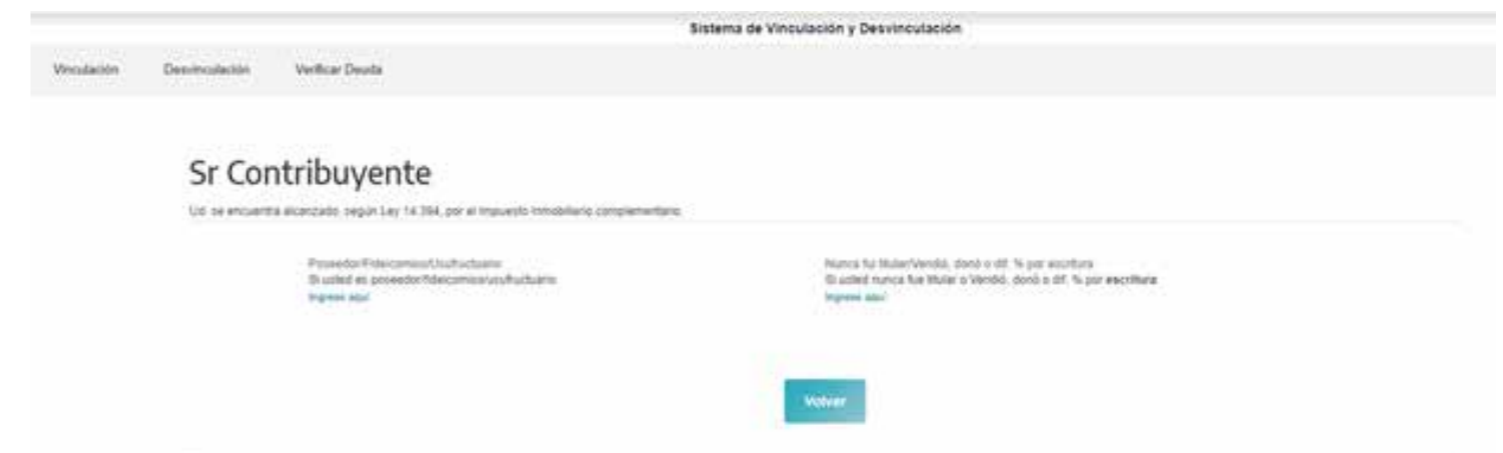 Sistema de Vinculación y Desvinculación
Vinculación Desvinculación Verificar Deuda
Sr Contribuyente
Ud. se encuentra alcanzado, según Ley 14.394, por el Impuesto Inmobiliario complementario.
Poseedor/Fideicomiso/Usufructuario
Si usted es poseedor/fideicomiso/usufructuario
Ingrese aquí
Nunca fui titular/Vendió, donó o dif. % por escritura
Si usted nunca fue titular o Vendió, donó o dif. % por escritura
Ingrese aquí
Volver